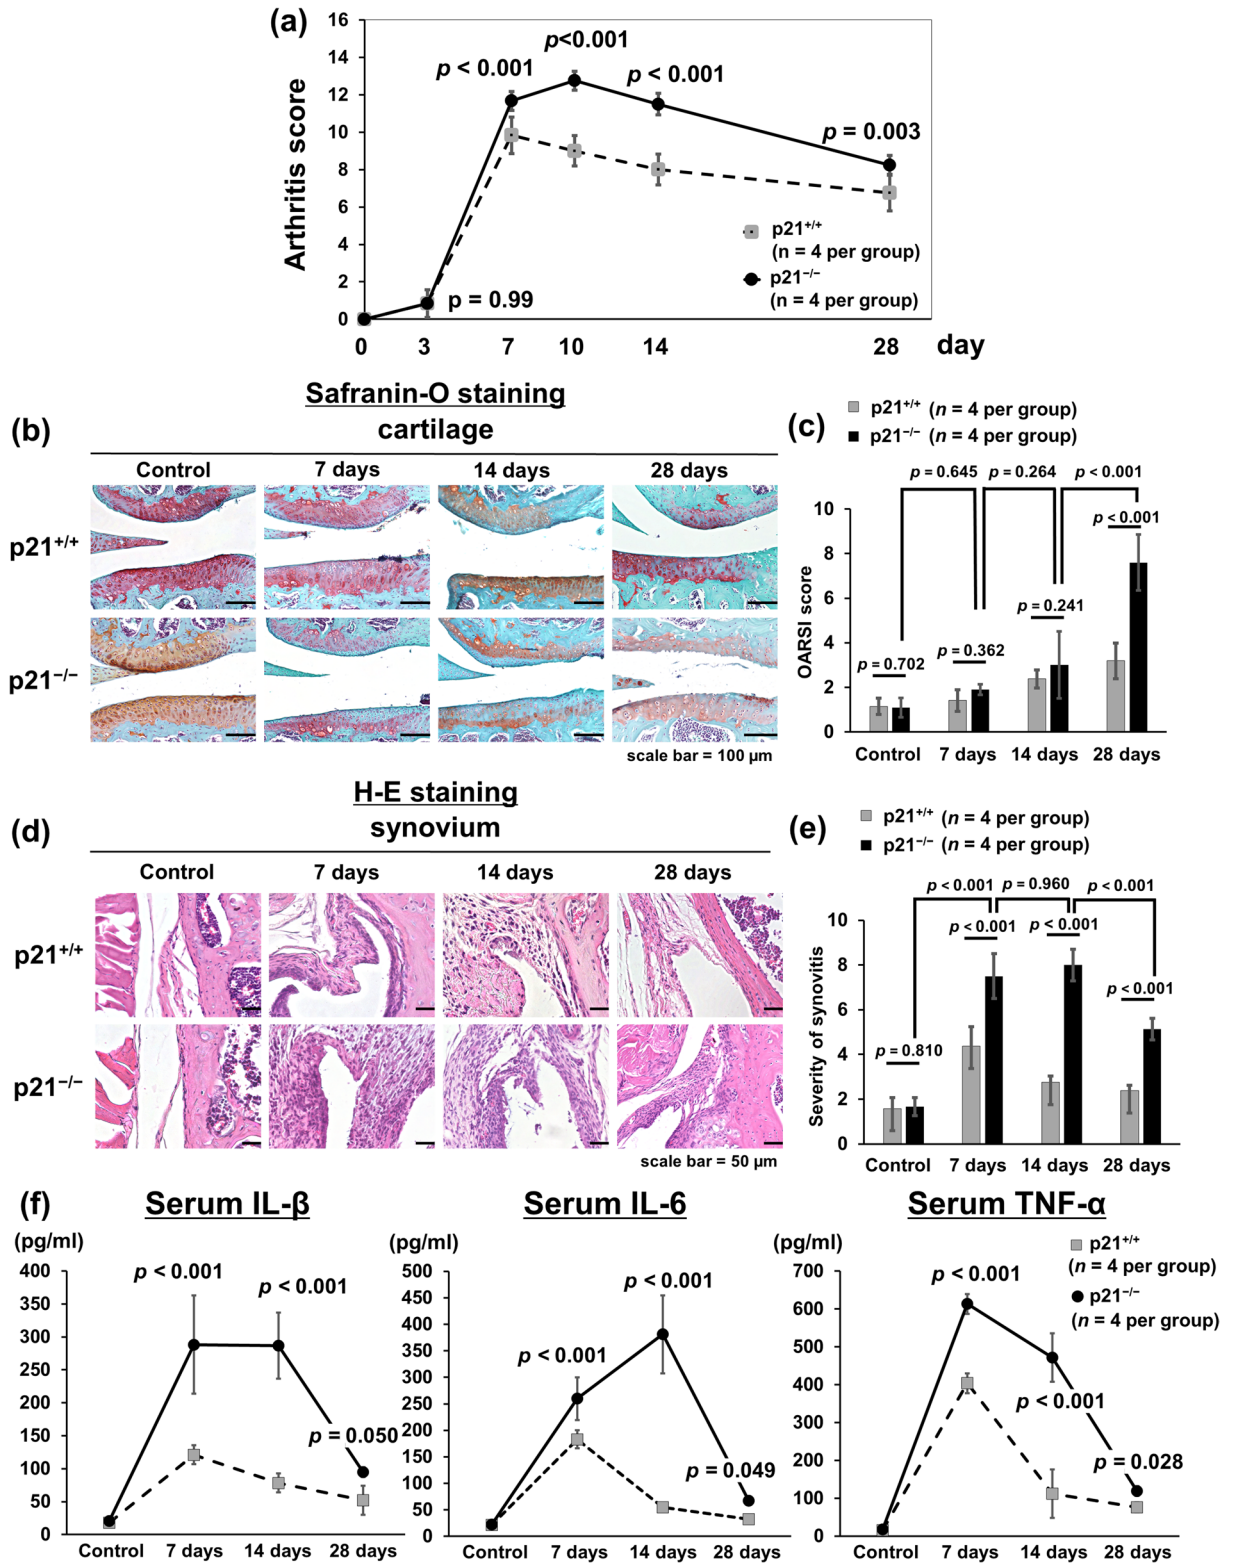 (a)
16
14
12
10
8
6
4
2
0
Arthritis score
p < 0.001
p<0.001
p < 0.001
p = 0.003
p = 0.99
p21+/+
(n = 4 per group)
p21−/−
(n = 4 per group)
0 3 7 10 14 28 day
Safranin-O staining
(b) cartilage
Control 7 days 14 days 28 days
p21+/+
p21−/−
scale bar = 100 µm
(c)
p21+/+ (n = 4 per group)
p21−/− (n = 4 per group)
p = 0.645 p = 0.264 p < 0.001
OARSI score
10
8
6
4
2
0
p < 0.001
p = 0.241
p = 0.362
p = 0.702
Control 7 days 14 days 28 days
H-E staining
(d) synovium
Control 7 days 14 days 28 days
p21+/+
p21−/−
scale bar = 50 µm
(e)
p21+/+ (n = 4 per group)
p21−/− (n = 4 per group)
p < 0.001 p = 0.960 p < 0.001
Severity of synovitis
10
8
6
4
2
0
p < 0.001 p < 0.001
p < 0.001
p = 0.810
Control 7 days 14 days 28 days
(f)
Serum IL-β
(pg/ml)
400
350
300
250
200
150
100
50
0
p < 0.001
p < 0.001
p = 0.050
Control 7 days 14 days 28 days
Serum IL-6
(pg/ml)
500
450
400
350
300
250
200
150
100
50
0
p < 0.001
p < 0.001
p = 0.049
Control 7 days 14 days 28 days
Serum TNF-α
(pg/ml)
700
600
500
400
300
200
100
0
p < 0.001
p < 0.001
p = 0.028
p21+/+
(n = 4 per group)
p21−/−
(n = 4 per group)
Control 7 days 14 days 28 days